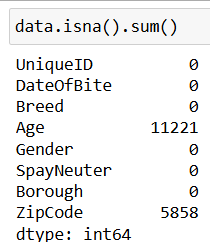 data.isna().sum()
UniqueID 0
DateOfBite 0
Breed 0
Age 11221
Gender 0
SpayNeuter 0
Borough 0
ZipCode 5858
dtype: int64